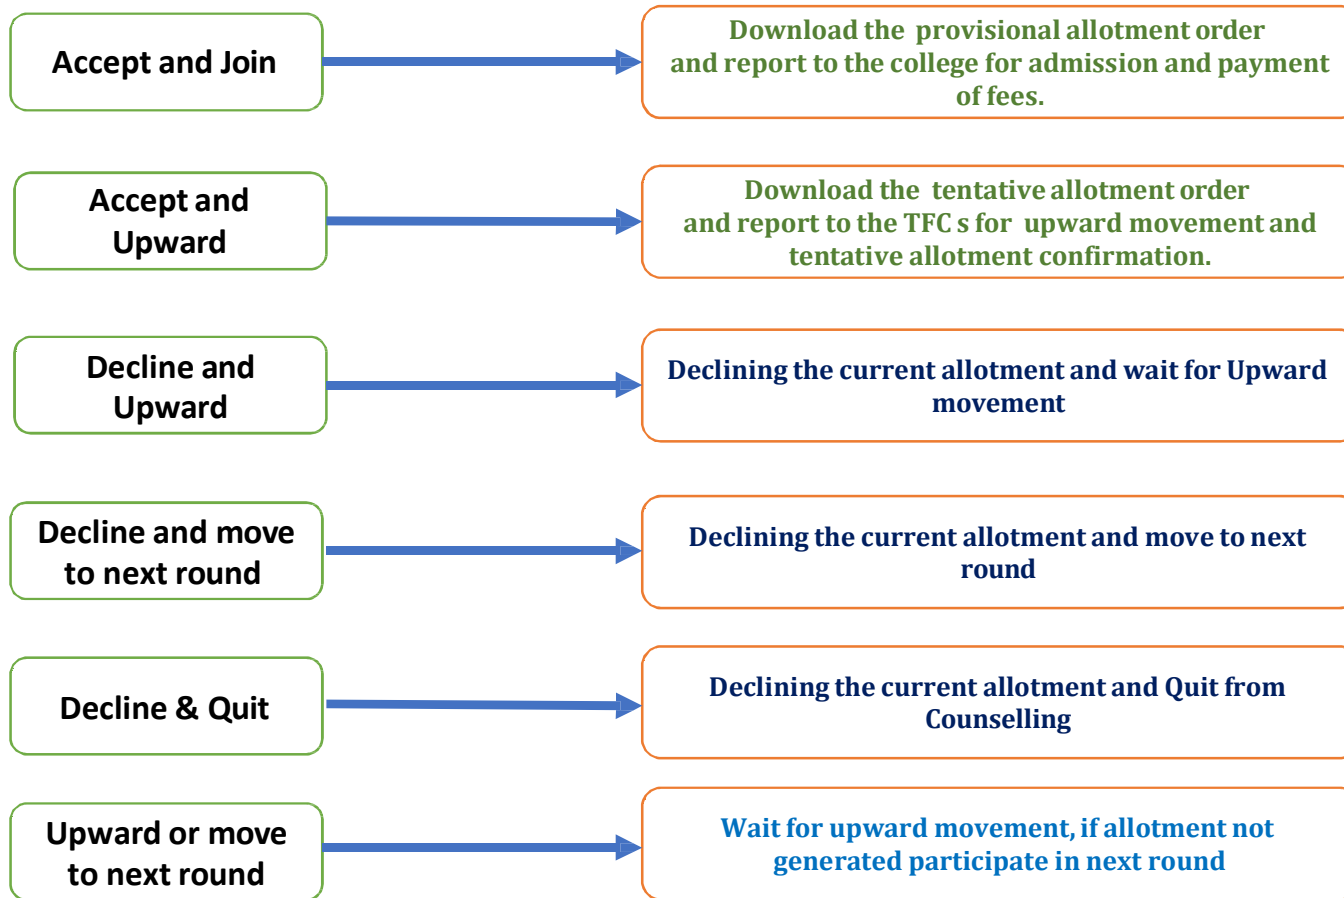 Accept and Join
Download the provisional allotment order
and report to the college for admission and payment
of fees.
Accept and
Upward
Download the tentative allotment order
and report to the TFC s for upward movement and
tentative allotment confirmation.
Decline and
Upward
Declining the current allotment and wait for Upward
movement
Decline and move
to next round
Declining the current allotment and move to next
round
Decline & Quit
Declining the current allotment and Quit from
Counselling
Upward or move
to next round
Wait for upward movement, if allotment not
generated participate in next round